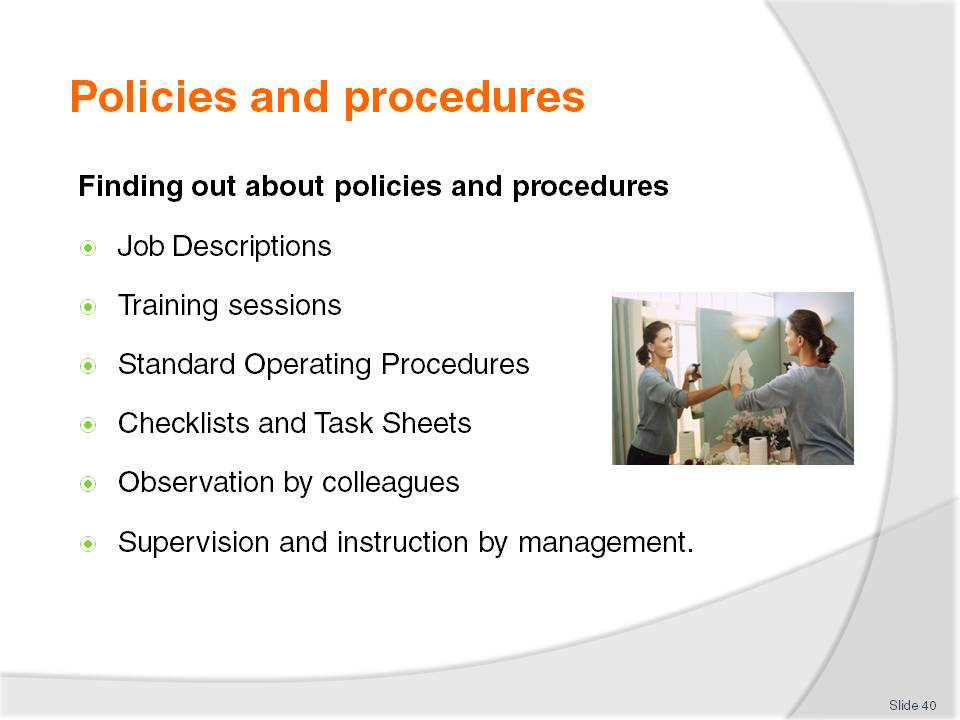 Policies and procedures
Finding out about policies and procedures
Job Descriptions
Training sessions
Standard Operating Procedures
Checklists and Task Sheets
Observation by colleagues
Supervision and instruction by management.
Slide 40